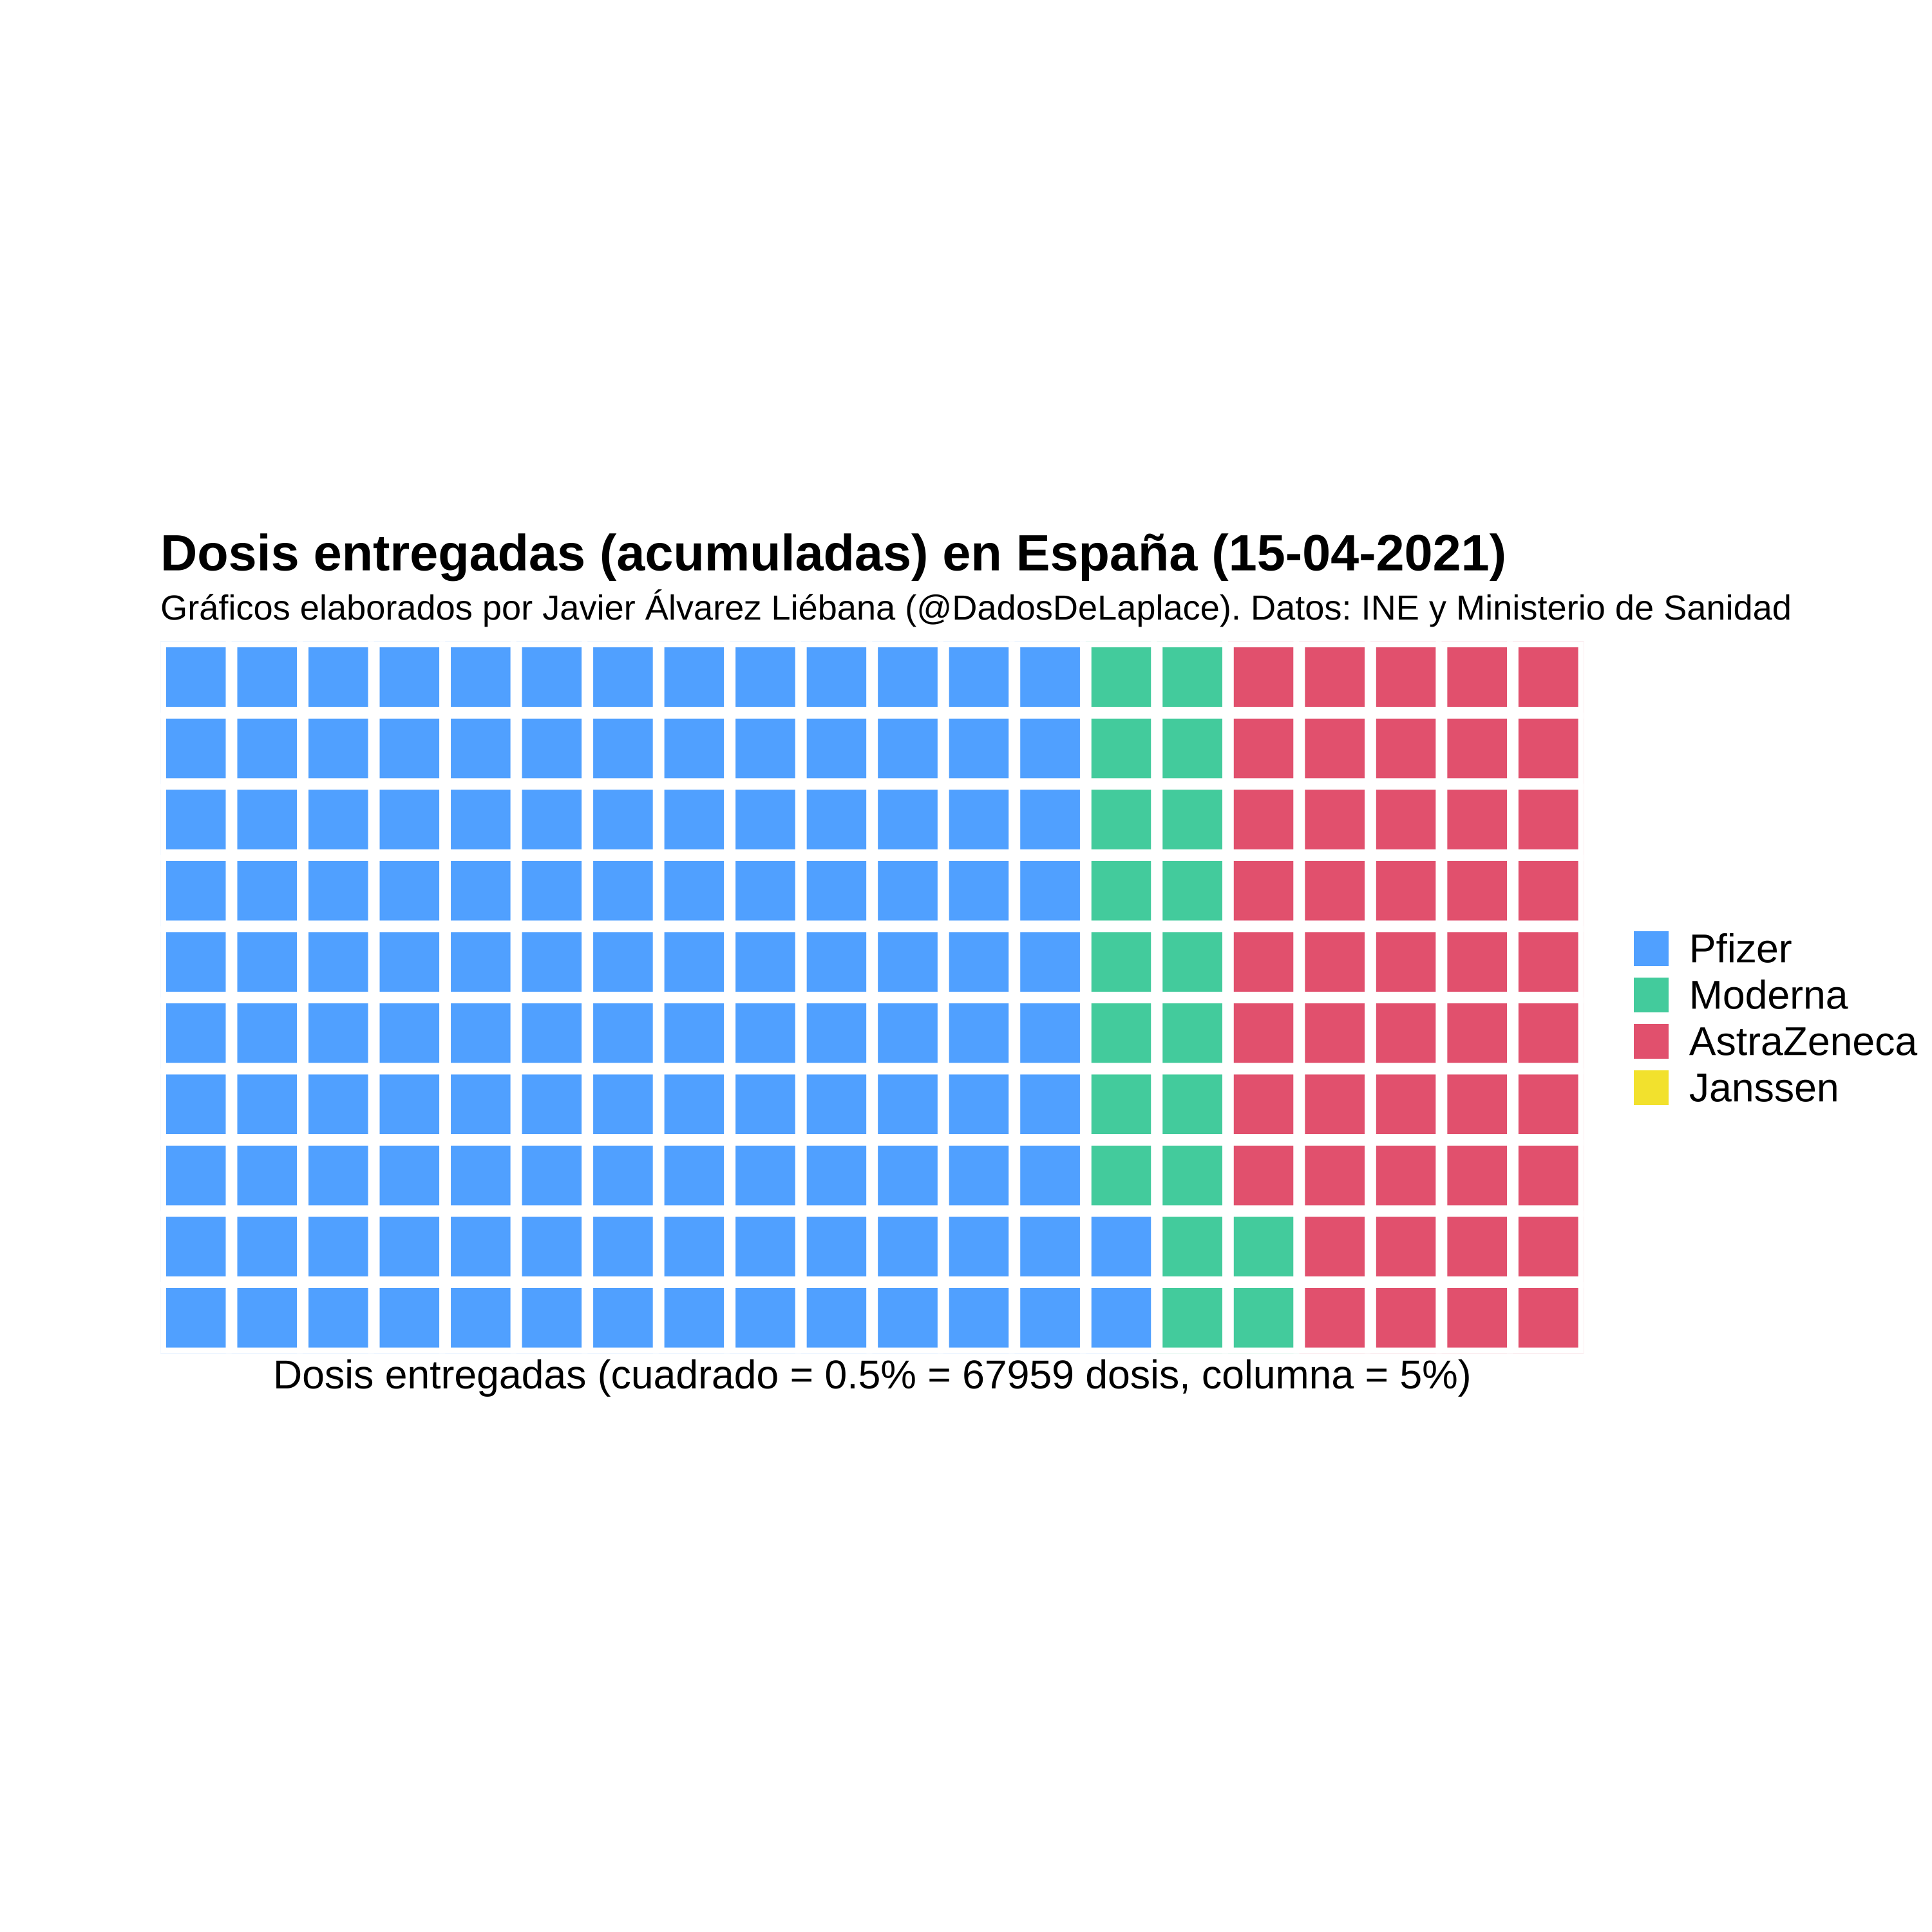 Dosis entregadas (acumuladas) en España (15-04-2021)
Gráficos elaborados por Javier Álvarez Liébana (@DadosDeLaplace). Datos: INE y Ministerio de Sanidad
Pfizer
Moderna
AstraZeneca
Janssen
Dosis entregadas (cuadrado = 0.5% = 67959 dosis, columna = 5%)